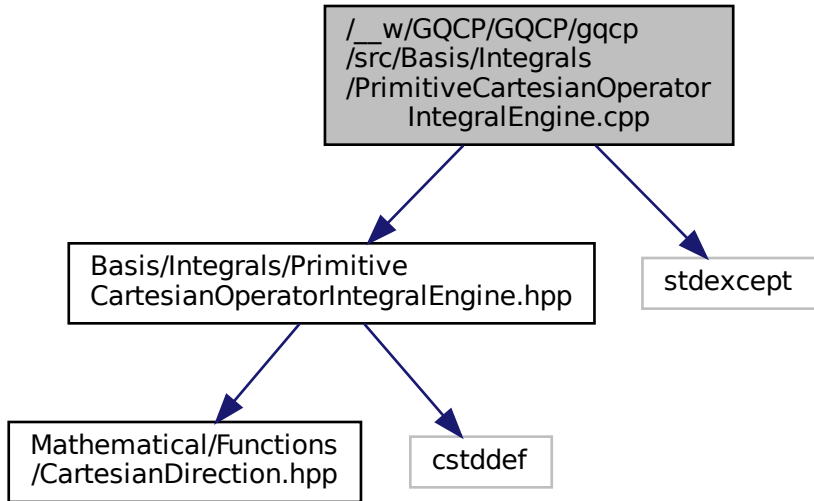 /__w/GQCP/GQCP/gqcp
/src/Basis/Integrals
/PrimitiveCartesianOperator
IntegralEngine.cpp
Basis/Integrals/Primitive
CartesianOperatorIntegralEngine.hpp
stdexcept
Mathematical/Functions
/CartesianDirection.hpp
cstddef